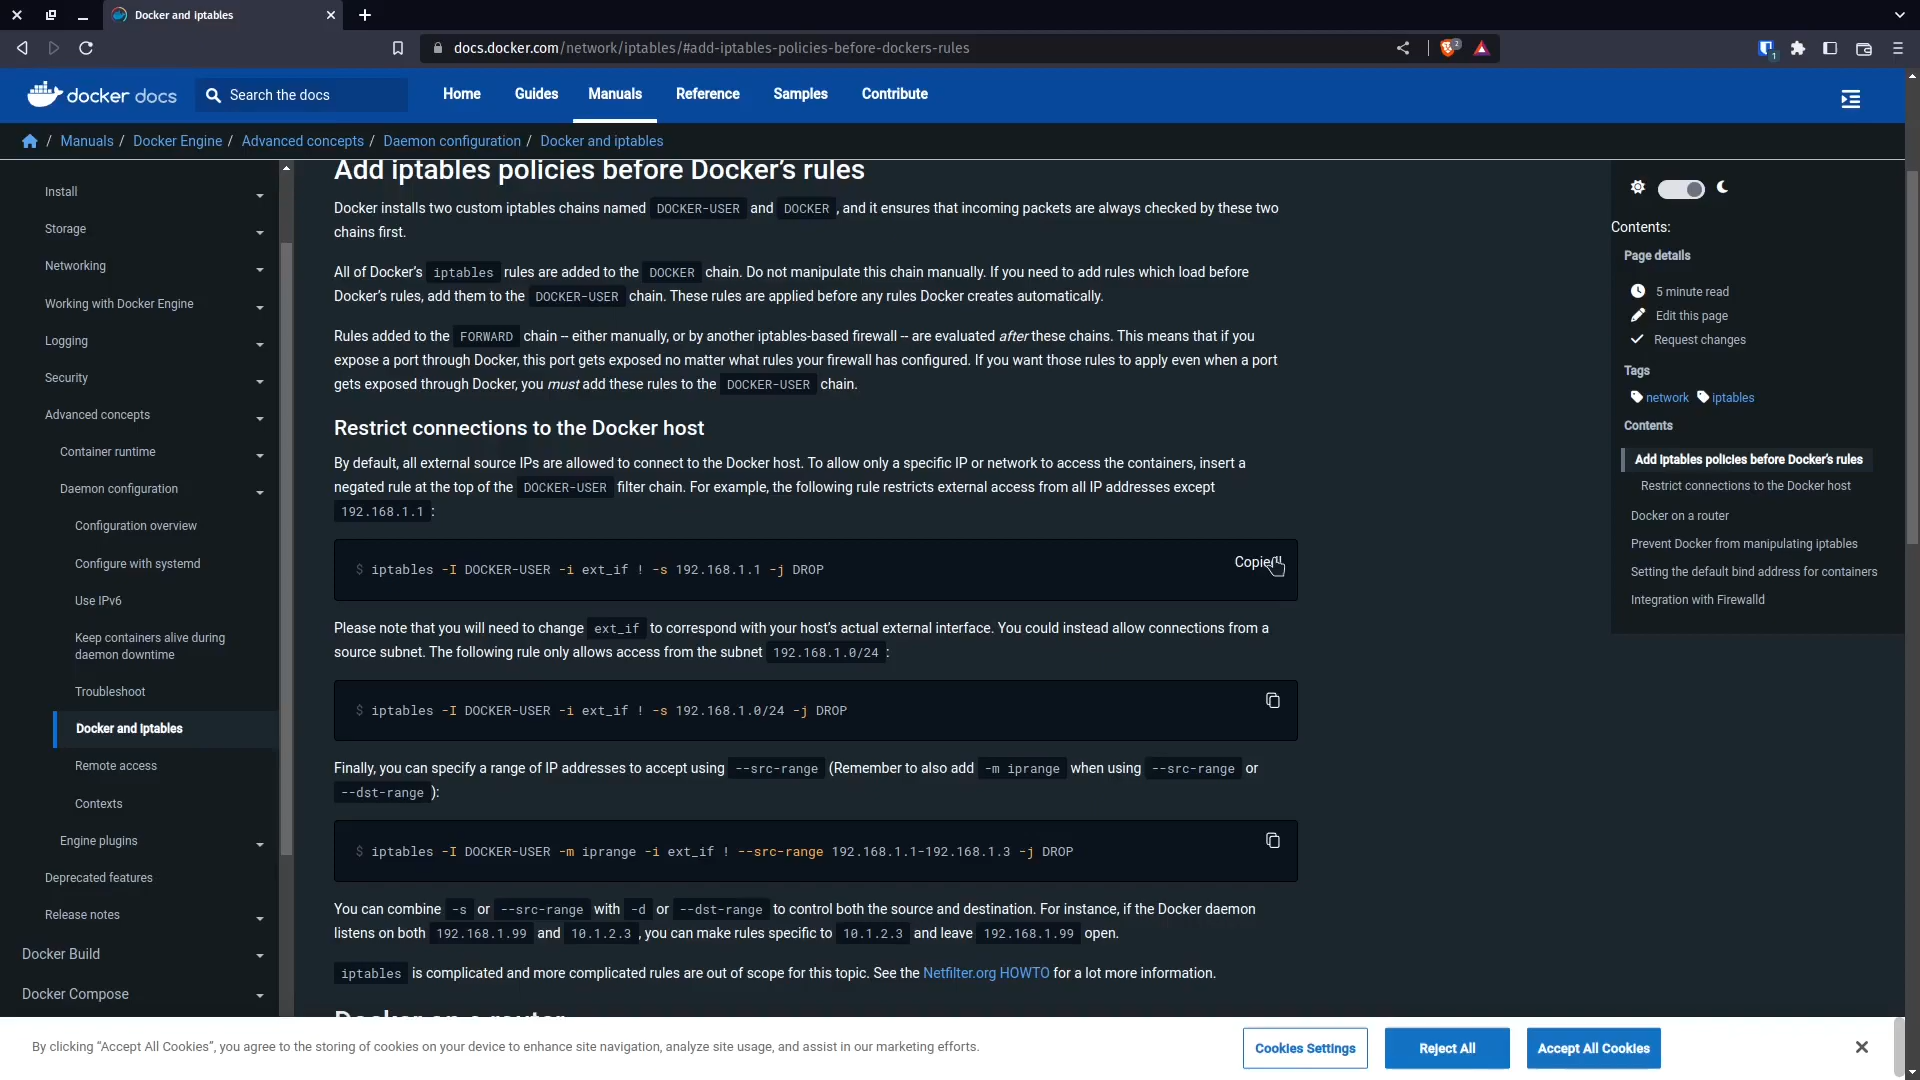 Docker and iptables
docs.docker.com/network/iptables/#add-iptables-policies-before-dockers-rules
2
1
docker docs
Search the docs
Home
Guides
Manuals
Reference
Samples
Contribute
/ Manuals / Docker Engine / Advanced concepts / Daemon configuration / Docker and iptables
Install
Storage
Networking
Working with Docker Engine
Logging
Security
Advanced concepts
Container runtime
Daemon configuration
Configuration overview
Configure with systemd
Use IPv6
Keep containers alive during
daemon downtime
Troubleshoot
Docker and iptables
Remote access
Contexts
Engine plugins
Deprecated features
Release notes
Docker Build
Docker Compose
Add iptables policies before Docker’s rules
Docker installs two custom iptables chains named DOCKER-USER and DOCKER , and it ensures that incoming packets are always checked by these two
chains first.
All of Docker’s iptables rules are added to the DOCKER chain. Do not manipulate this chain manually. If you need to add rules which load before
Docker’s rules, add them to the DOCKER-USER chain. These rules are applied before any rules Docker creates automatically.
Rules added to the FORWARD chain -- either manually, or by another iptables-based firewall -- are evaluated after these chains. This means that if you
expose a port through Docker, this port gets exposed no matter what rules your firewall has configured. If you want those rules to apply even when a port
gets exposed through Docker, you must add these rules to the DOCKER-USER chain.
Restrict connections to the Docker host
By default, all external source IPs are allowed to connect to the Docker host. To allow only a specific IP or network to access the containers, insert a
negated rule at the top of the DOCKER-USER filter chain. For example, the following rule restricts external access from all IP addresses except
192.168.1.1 :
$ iptables -I DOCKER-USER -i ext_if ! -s 192.168.1.1 -j DROP
Copied!
Please note that you will need to change ext_if to correspond with your host’s actual external interface. You could instead allow connections from a
source subnet. The following rule only allows access from the subnet 192.168.1.0/24 :
$ iptables -I DOCKER-USER -i ext_if ! -s 192.168.1.0/24 -j DROP
Finally, you can specify a range of IP addresses to accept using --src-range (Remember to also add -m iprange when using --src-range or
--dst-range ):
$ iptables -I DOCKER-USER -m iprange -i ext_if ! --src-range 192.168.1.1-192.168.1.3 -j DROP
You can combine -s or --src-range with -d or --dst-range to control both the source and destination. For instance, if the Docker daemon
listens on both 192.168.1.99 and 10.1.2.3 , you can make rules specific to 10.1.2.3 and leave 192.168.1.99 open.
iptables is complicated and more complicated rules are out of scope for this topic. See the Netfilter.org HOWTO for a lot more information.
Docker on a router
Contents:
Page details
5 minute read
Edit this page
Request changes
Tags
network iptables
Contents
Add iptables policies before Docker’s rules
Restrict connections to the Docker host
Docker on a router
Prevent Docker from manipulating iptables
Setting the default bind address for containers
Integration with Firewalld
By clicking “Accept All Cookies”, you agree to the storing of cookies on your device to enhance site navigation, analyze site usage, and assist in our marketing efforts.
Cookies Settings
Reject All
Accept All Cookies